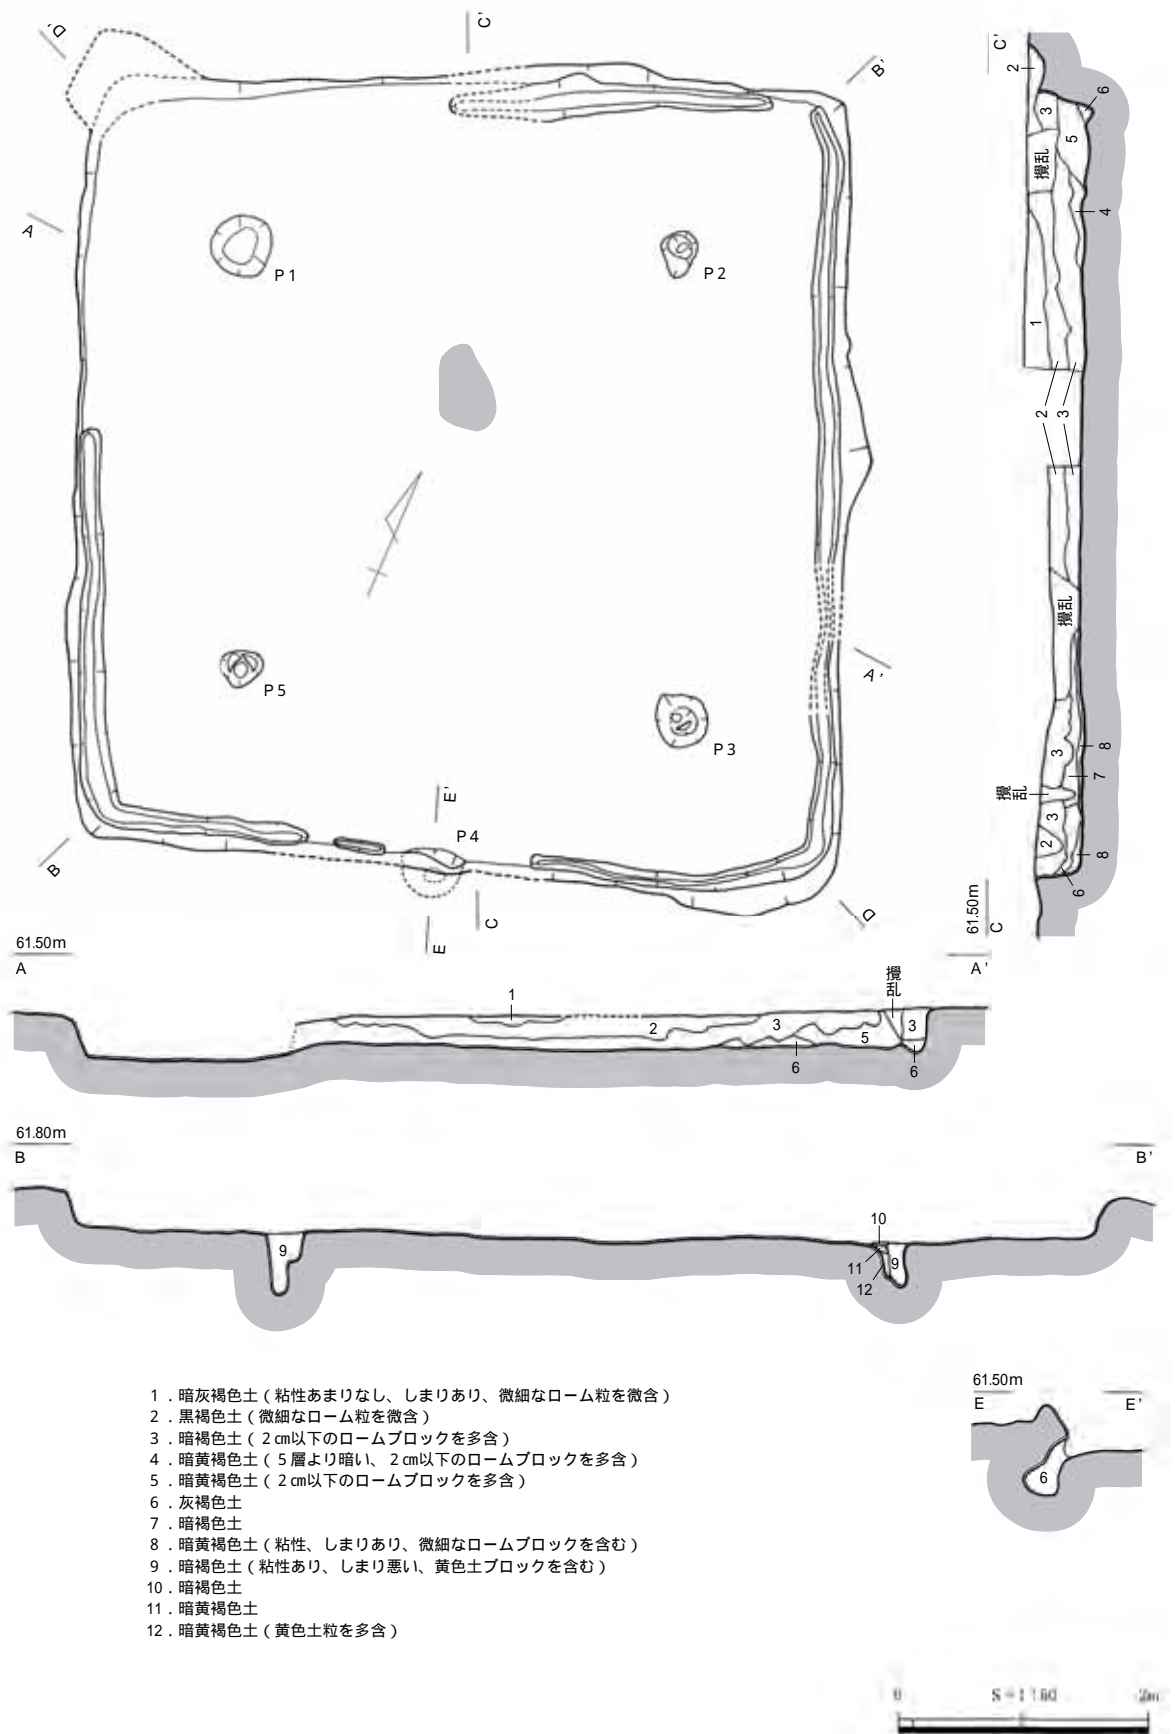 D'
C'
B'
A
P1
P2
P5
P3
A'
E'
P4
B
C
E
D
C'
2
6
3
5
攪乱
4
1
2 3
攪乱
3
8
7
攪乱
3
2
8
6
61.50m
C
61.50m
A
A'
攪乱
1
2
3
5
3
6
6
61.80m
B
B'
9
10
11
9
12
1．暗灰褐色土（粘性あまりなし、しまりあり、微細なローム粒を微含）
2．黒褐色土（微細なローム粒を微含）
3．暗褐色土（2㎝以下のロームブロックを多含）
4．暗黄褐色土（5層より暗い、2㎝以下のロームブロックを多含）
5．暗黄褐色土（2㎝以下のロームブロックを多含）
6．灰褐色土
7．暗褐色土
8．暗黄褐色土（粘性、しまりあり、微細なロームブロックを含む）
9．暗褐色土（粘性あり、しまり悪い、黄色土ブロックを含む）
10．暗褐色土
11．暗黄褐色土
12．暗黄褐色土（黄色土粒を多含）
61.50m
E
E'
6
0
2m